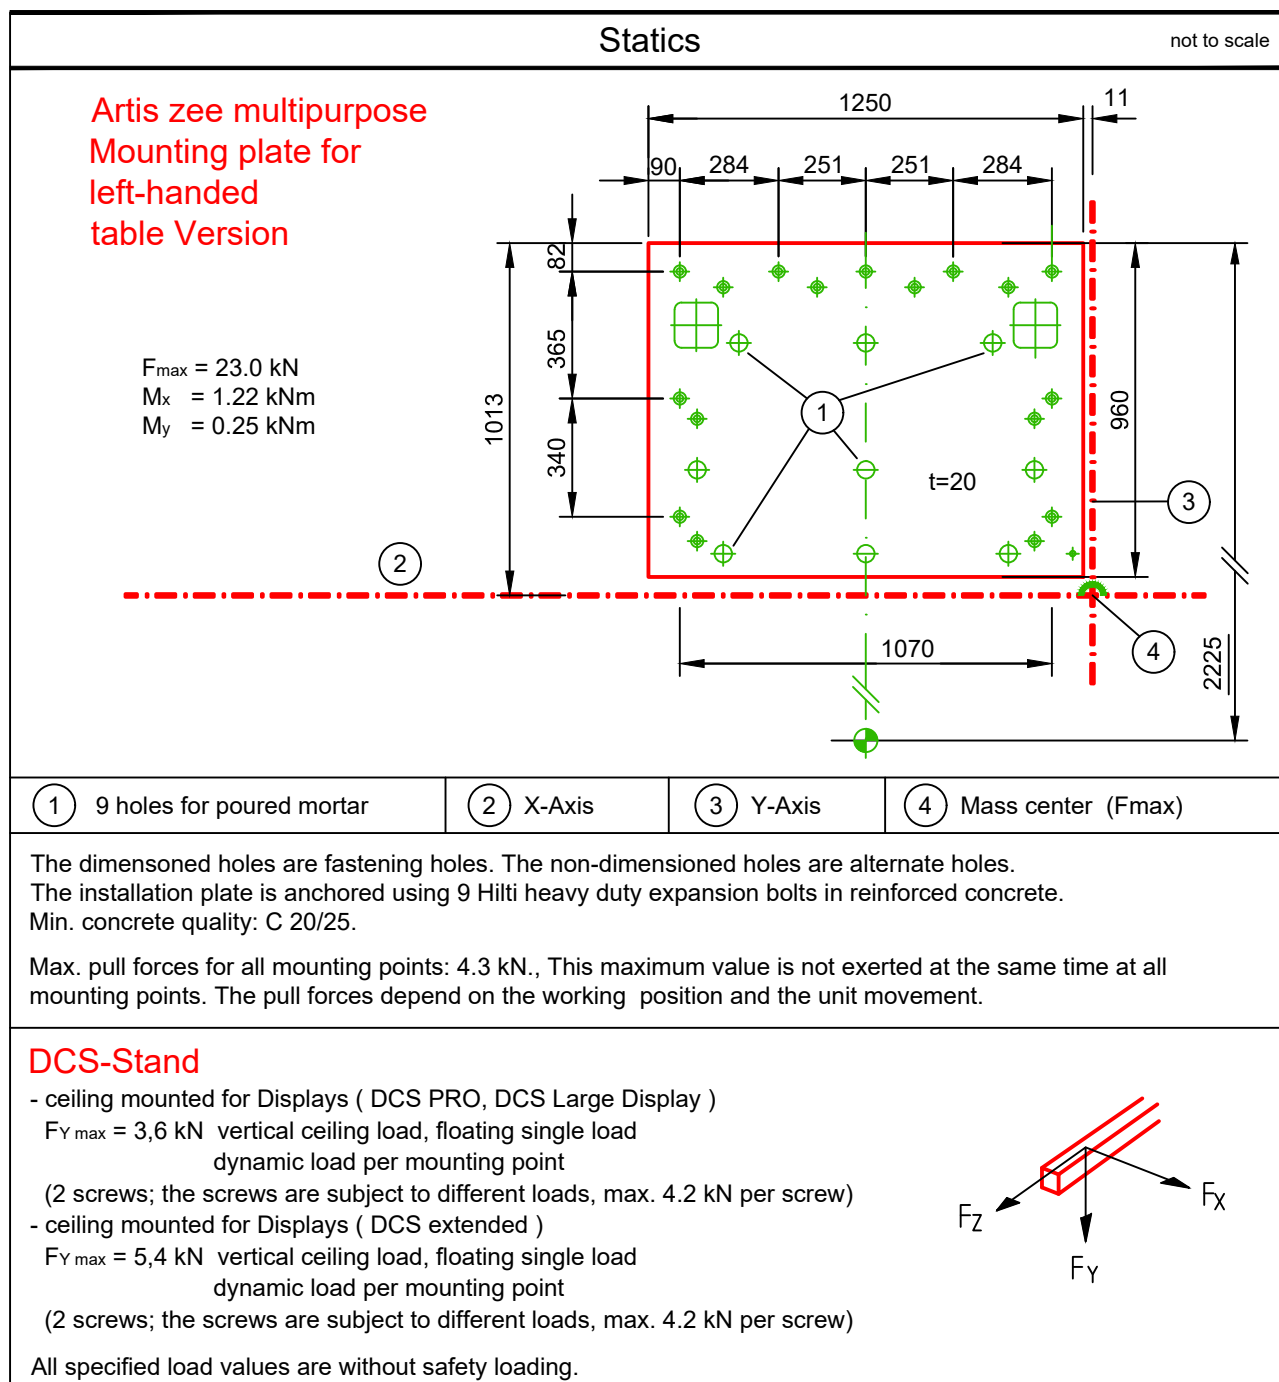 Statics
not to scale
Artis zee multipurpose
Mounting plate for
left-handed
table Version
Fmax = 23.0 kN
Mx = 1.22 kNm
My = 0.25 kNm
1250
11
90
284
251
251
284
82
365
340
1013
960
2225
1
t=20
2
3
4
1070
1 9 holes for poured mortar
2 X-Axis
3 Y-Axis
4 Mass center (Fmax)
The dimensoned holes are fastening holes. The non-dimensioned holes are alternate holes.
The installation plate is anchored using 9 Hilti heavy duty expansion bolts in reinforced concrete.
Min. concrete quality: C 20/25.
Max. pull forces for all mounting points: 4.3 kN., This maximum value is not exerted at the same time at all
mounting points. The pull forces depend on the working position and the unit movement.
DCS-Stand
- ceiling mounted for Displays ( DCS PRO, DCS Large Display )
FY max = 3,6 kN vertical ceiling load, floating single load
dynamic load per mounting point
(2 screws; the screws are subject to different loads, max. 4.2 kN per screw)
- ceiling mounted for Displays ( DCS extended )
FY max = 5,4 kN vertical ceiling load, floating single load
dynamic load per mounting point
(2 screws; the screws are subject to different loads, max. 4.2 kN per screw)
FZ
FX
FY
All specified load values are without safety loading.